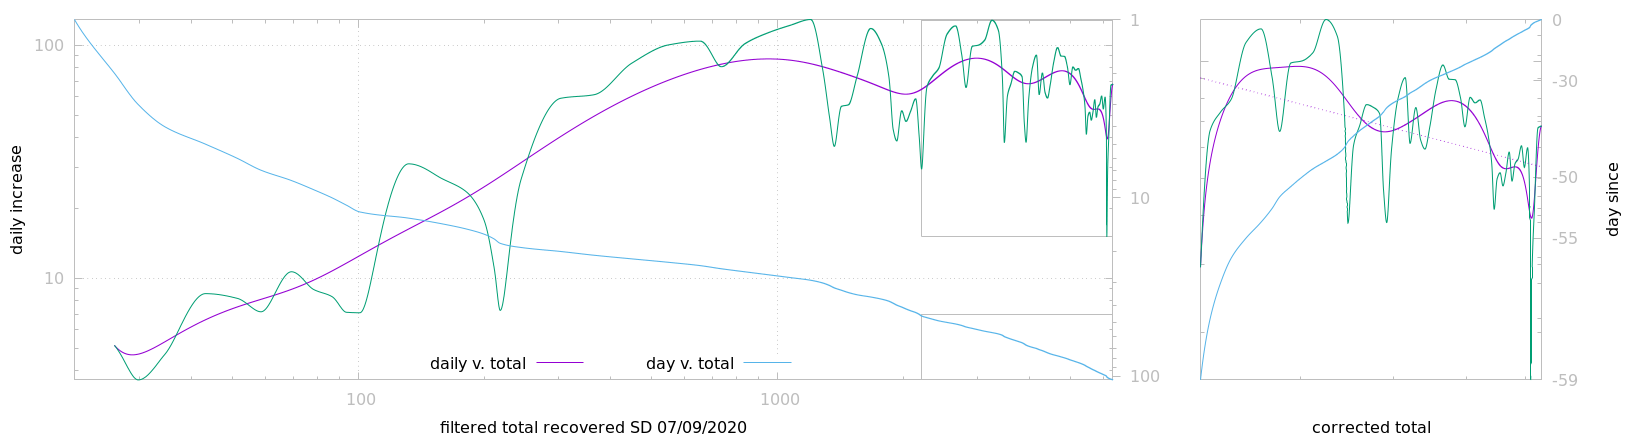 100
10
daily increase
daily v. total
day v. total
100
1000
filtered total recovered SD 07/09/2020
1
10
100
0
-30
-50
-55
-59
day since
corrected total